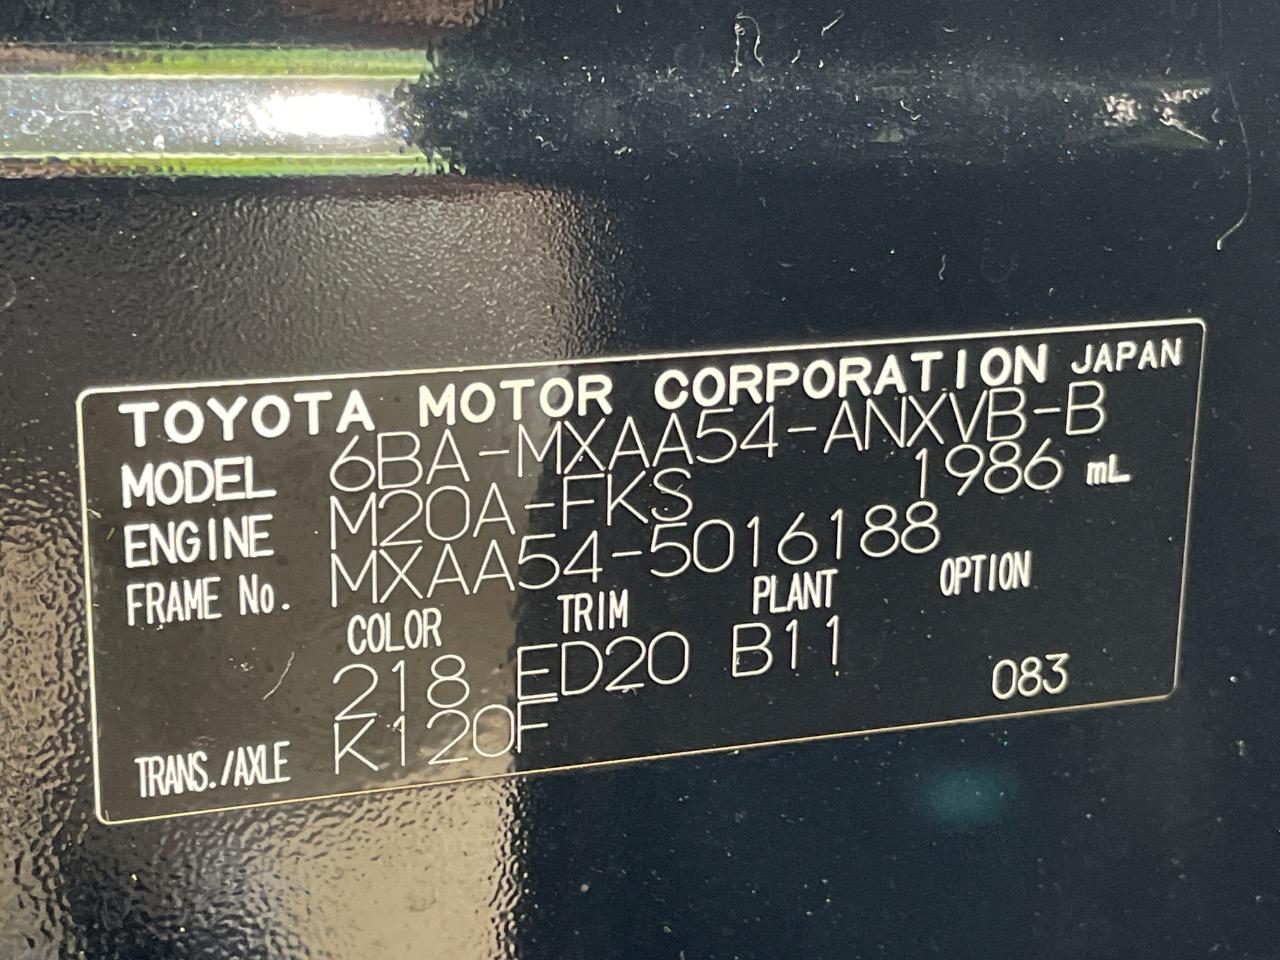 TOYOTA MOTOR CORPORATION JAPAN
MODEL 6BA-MXAA54-ANXVB-B
ENGINE M20A-FKS 1986 mL
FRAME No. MXAA54-5016188
COLOR TRIM PLANT OPTION
218 ED20 B11 083
TRANS./AXLE K120F